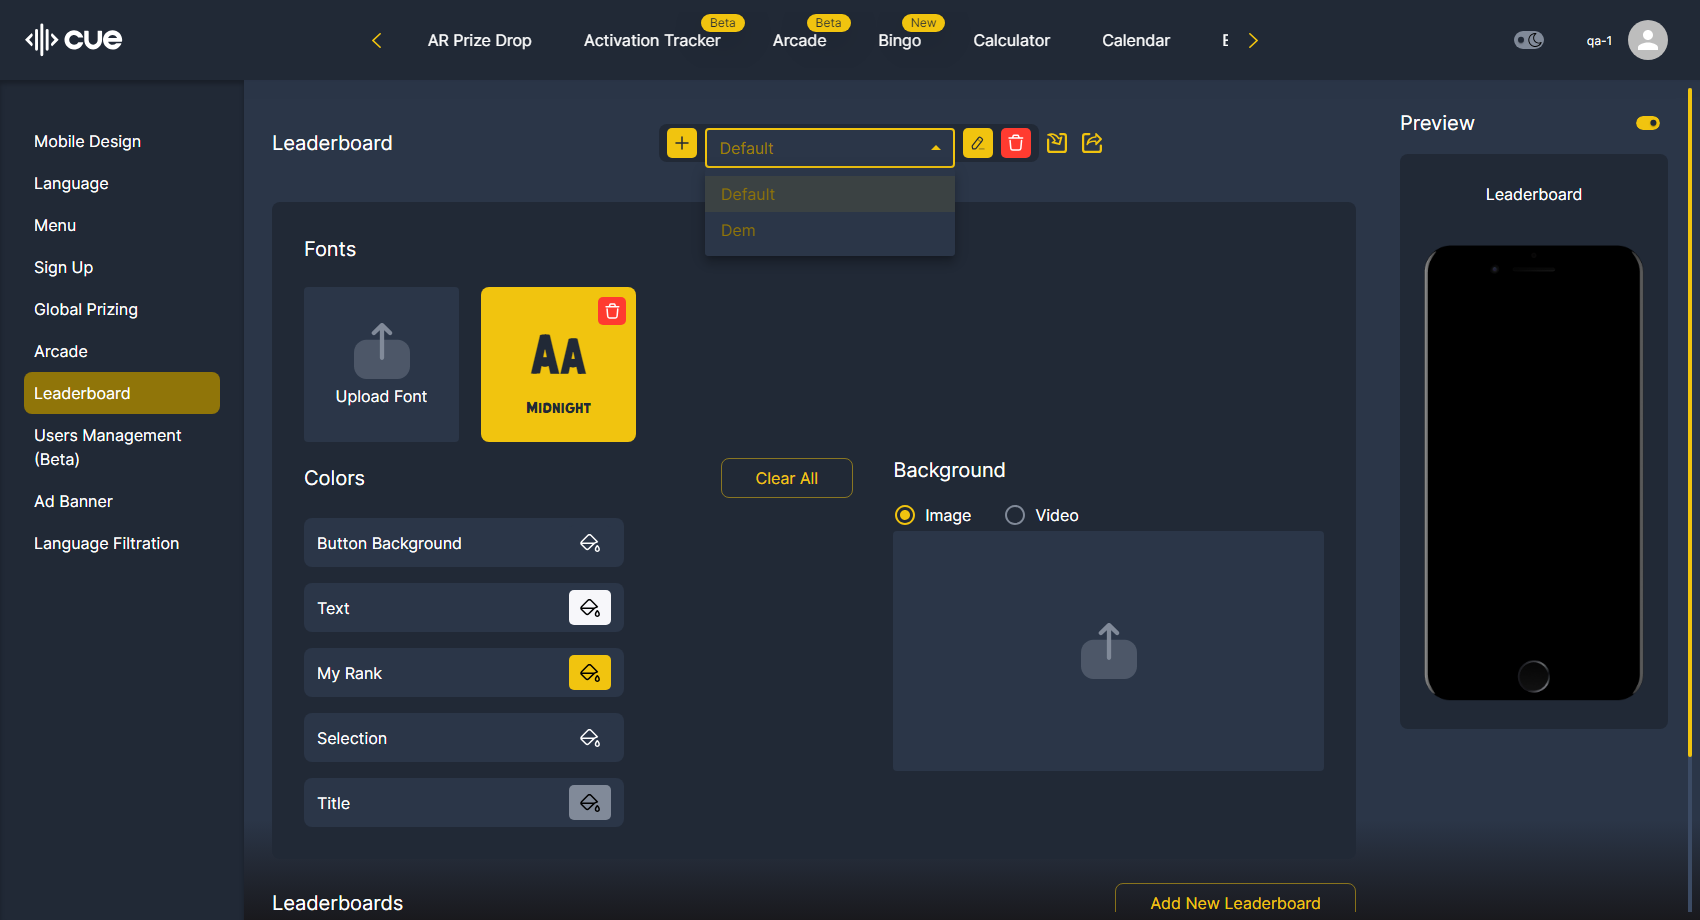 cue
AR Prize Drop
Activation Tracker
Beta
Arcade
Beta
Bingo
New
Calculator
Calendar
qa-1
Mobile Design
Language
Menu
Sign Up
Global Prizing
Arcade
Leaderboard
Users Management
(Beta)
Ad Banner
Language Filtration
Leaderboard
Default
Default
Dem
Fonts
Upload Font
AA
MIDNIGHT
Colors
Clear All
Button Background
Text
My Rank
Selection
Title
Background
Image
Video
Leaderboards
Add New Leaderboard
Preview
Leaderboard